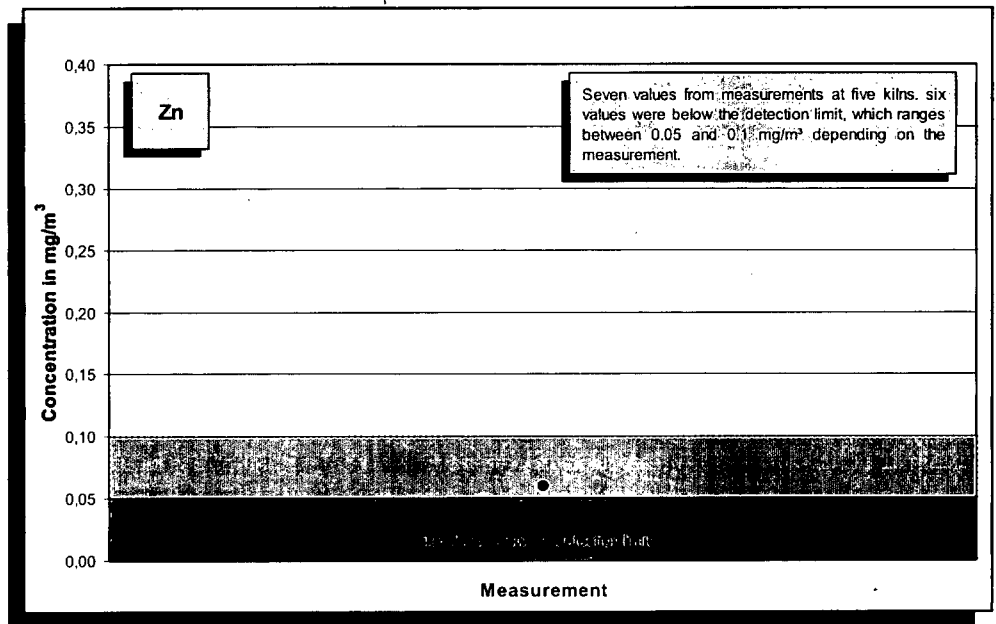 0,40
Zn
Seven values from measurements at five kilns. six
values were below the detection limit, which ranges
between 0.05 and 0.1 mg/m³ depending on the
measurement.
0,35
0,30
0,25
0,20
0,15
0,10
0,05
0,00
Concentration in mg/m³
Measurement